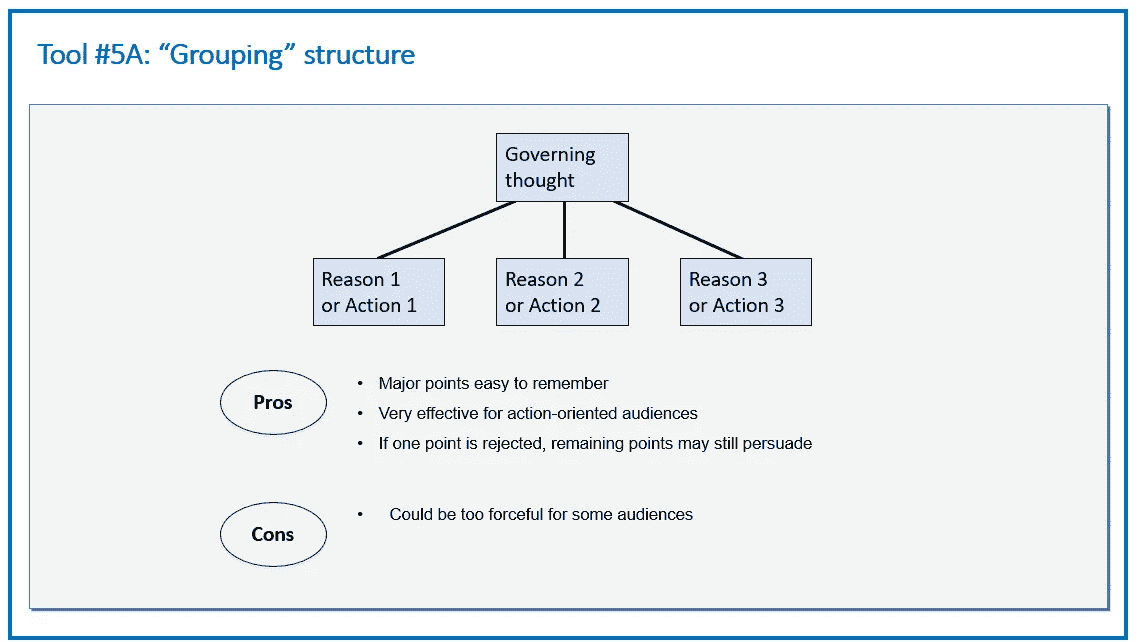 Tool #5A: “Grouping” structure
Governing
thought
Reason 1
or Action 1
Reason 2
or Action 2
Reason 3
or Action 3
Pros
• Major points easy to remember
• Very effective for action-oriented audiences
• If one point is rejected, remaining points may still persuade
Cons
• Could be too forceful for some audiences